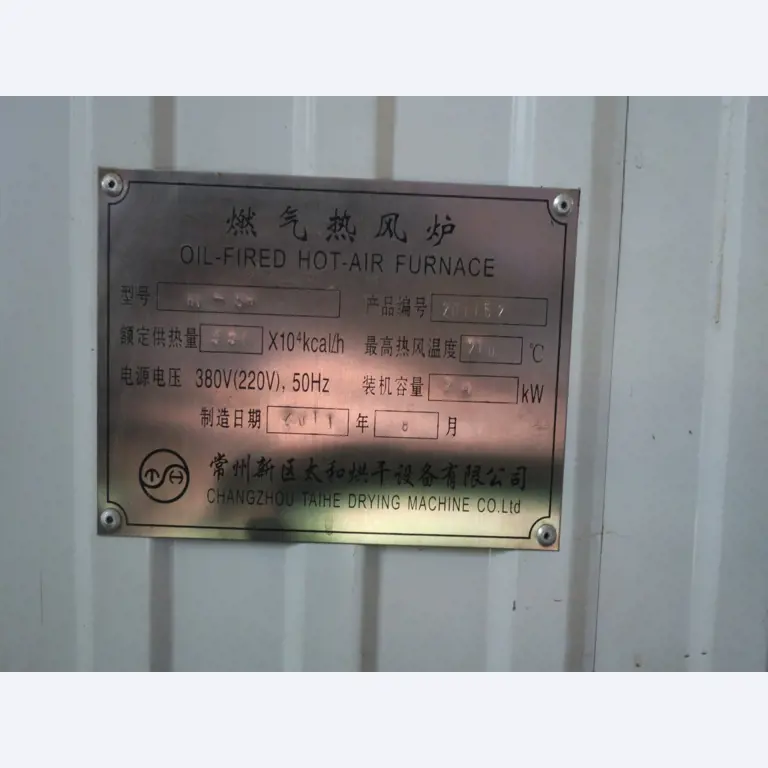 燃气热风炉
OIL-FIRED HOT-AIR FURNACE
型号 产品编号
额定供热量 X10⁴kcal/h 最高热风温度 ℃
电源电压 380V(220V), 50Hz 装机容量 kW
制造日期 2011 年 8 月
常州新区太和烘干设备有限公司
CHANGZHOU TAIHE DRYING MACHINE CO.Ltd